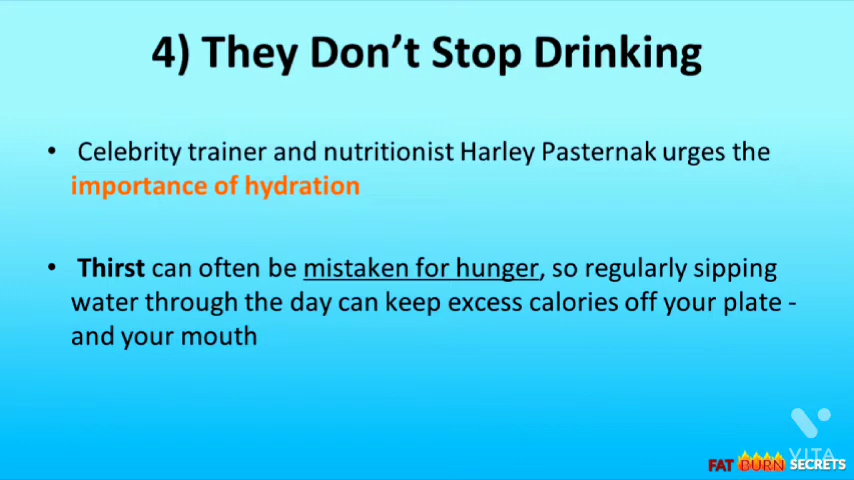 4) They Don't Stop Drinking
• Celebrity trainer and nutritionist Harley Pasternak urges the
importance of hydration
• Thirst can often be mistaken for hunger, so regularly sipping
water through the day can keep excess calories off your plate -
and your mouth
VITA
FAT BURN SECRETS